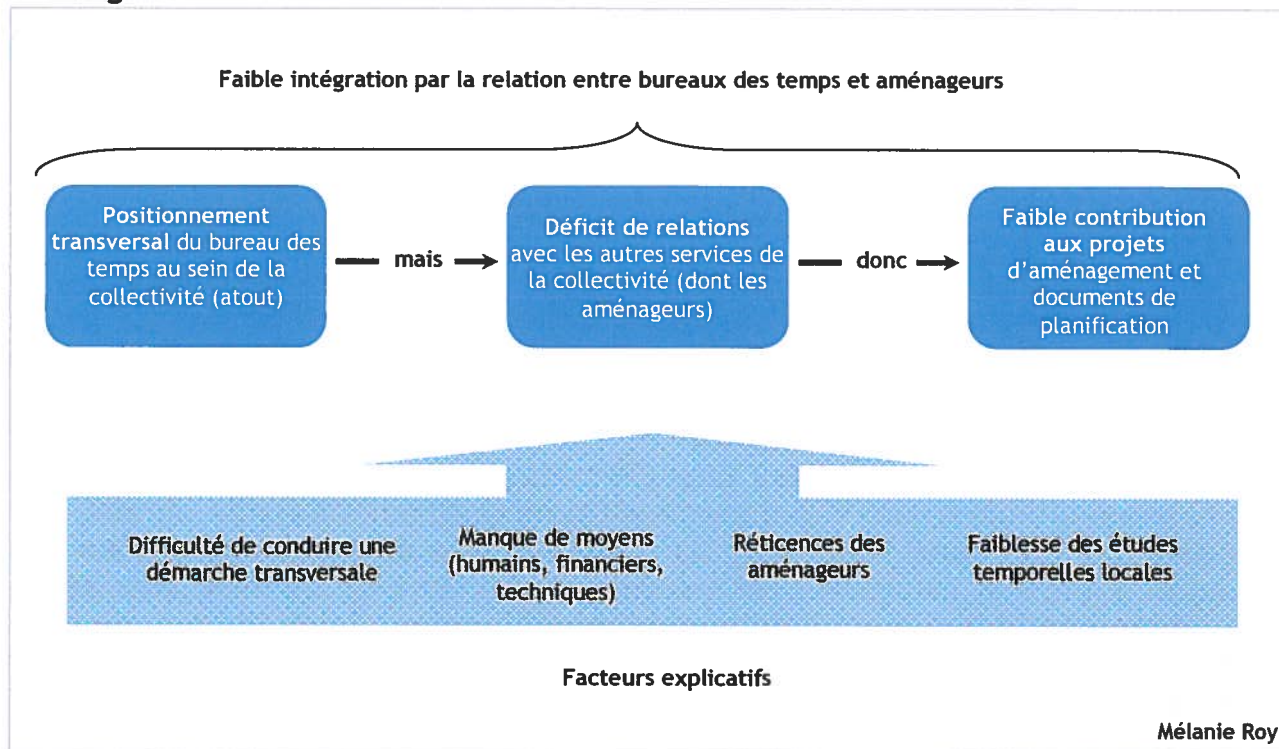 Faible intégration par la relation entre bureaux des temps et aménageurs
Positionnement
transversal du bureau des
temps au sein de la
collectivité (atout)
mais
Déficit de relations
avec les autres services de
la collectivité (dont les
aménageurs)
donc
Faible contribution
aux projets
d'aménagement et
documents de
planification
Difficulté de conduire une
démarche transversale
Manque de moyens
(humains, financiers,
techniques)
Réticences des
aménageurs
Faiblesse des études
temporelles locales
Facteurs explicatifs
Mélanie Roy